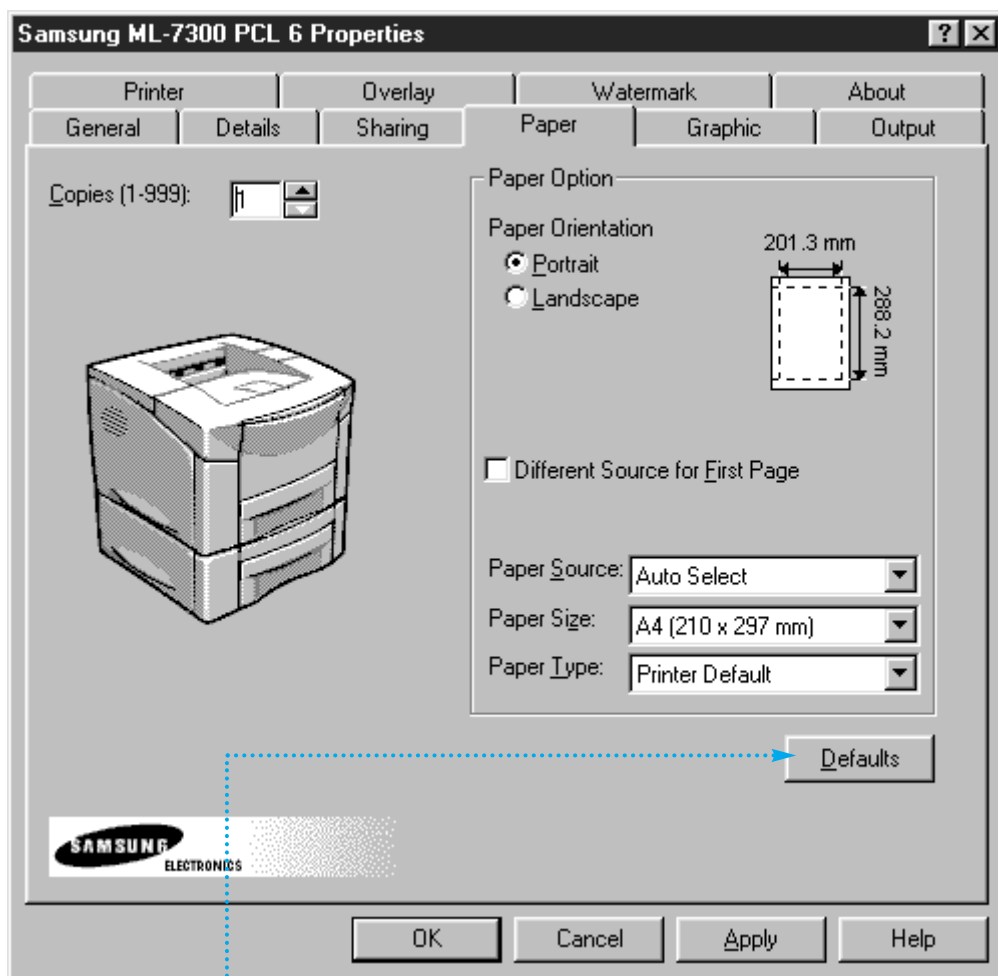 Samsung ML-7300 PCL 6 Properties
Printer Overlay Watermark About
General Details Sharing Paper Graphic Output
Copies (1-999): 1
Paper Option
Paper Orientation
Portrait
Landscape
201.3 mm
288.2 mm
Different Source for First Page
Paper Source: Auto Select
Paper Size: A4 (210 x 297 mm)
Paper Type: Printer Default
Defaults
SAMSUNG
ELECTRONICS
OK Cancel Apply Help